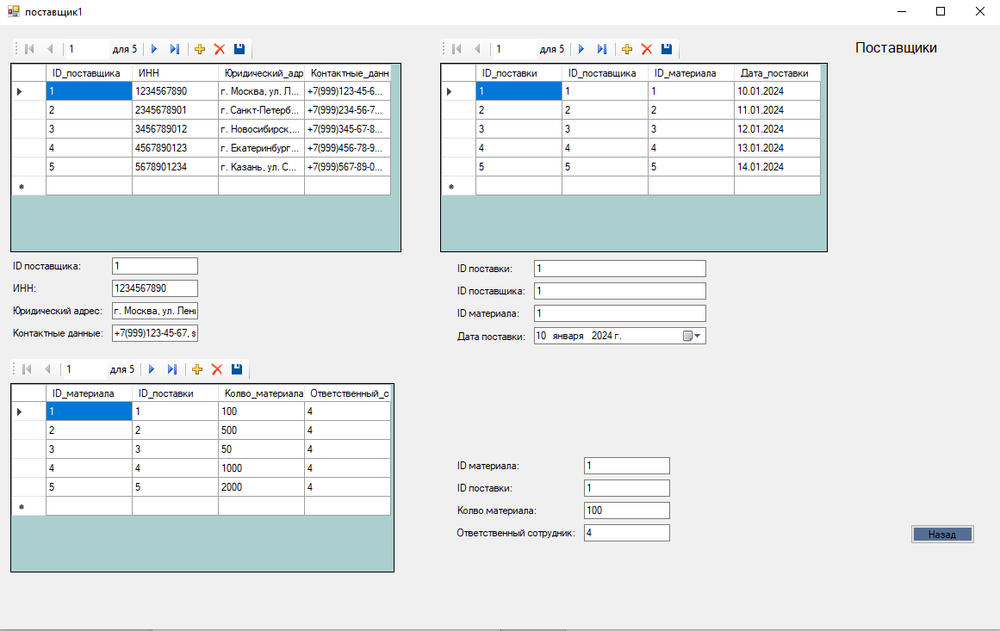 поставщик1
1 для 5
ID_поставщика ИНН Юридический_адр Контактные_данн
1 1234567890 г. Москва, ул. Л... +7(999)123-45-6...
2 2345678901 г. Санкт-Петерб... +7(999)234-56-7...
3 3456789012 г. Новосибирск,... +7(999)345-67-8...
4 4567890123 г. Екатеринбург... +7(999)456-78-9...
5 5678901234 г. Казань, ул. С... +7(999)567-89-0...
ID поставщика: 1
ИНН: 1234567890
Юридический адрес: г. Москва, ул. Лени
Контактные данные: +7(999)123-45-67, s
1 для 5
ID_поставки ID_поставщика ID_материала Дата_поставки
1 1 1 10.01.2024
2 2 2 11.01.2024
3 3 3 12.01.2024
4 4 4 13.01.2024
5 5 5 14.01.2024
Поставщики
ID поставки: 1
ID поставщика: 1
ID материала: 1
Дата поставки: 10 января 2024 г.
1 для 5
ID_материала ID_поставки Колво_материала Ответственный_с
1 1 100 4
2 2 500 4
3 3 50 4
4 4 1000 4
5 5 2000 4
ID материала: 1
ID поставки: 1
Колво материала: 100
Ответственный сотрудник: 4
Назад